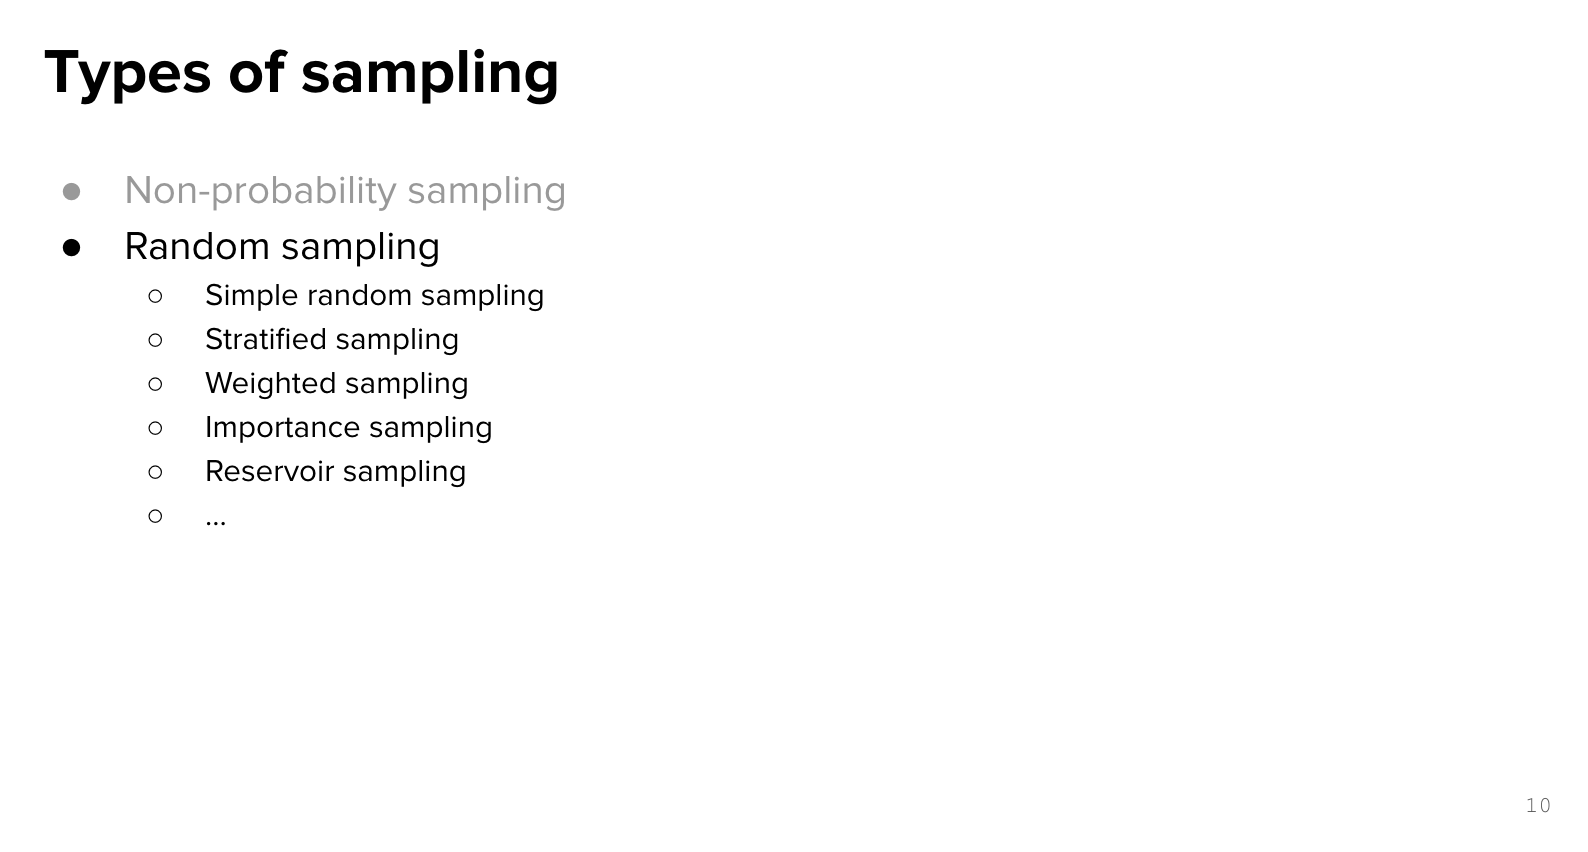 Types of sampling
● Non-probability sampling
● Random sampling
○ Simple random sampling
○ Stratified sampling
○ Weighted sampling
○ Importance sampling
○ Reservoir sampling
○ ...
10